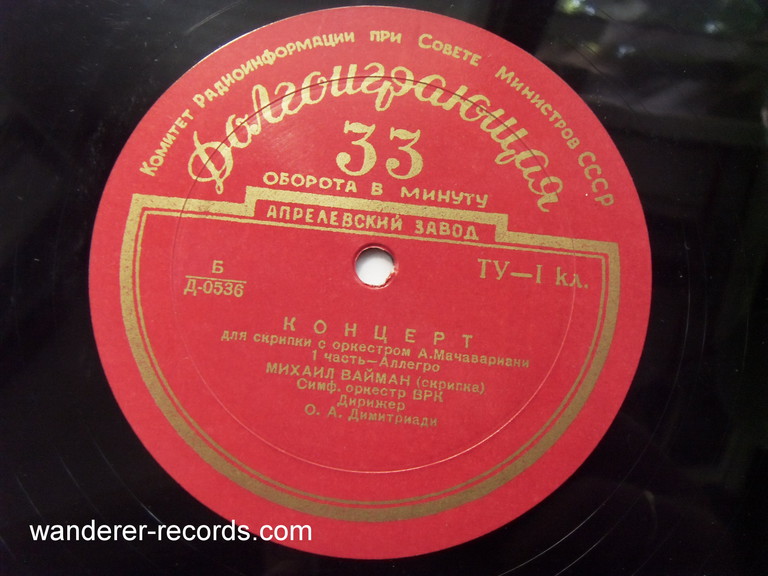 Комитет Радиоинформации при Совете Министров СССР
Долгоиграющая
33
ОБОРОТА В МИНУТУ
АПРЕЛЕВСКИЙ ЗАВОД
Б
Д-0536
ТУ—I кл.
КОНЦЕРТ
для скрипки с оркестром А.Мачавариани
1 часть—Аллегро
МИХАИЛ ВАЙМАН (скрипка)
Симф. оркестр ВРК
Дирижер
О. А. Димитриади
wanderer-records.com